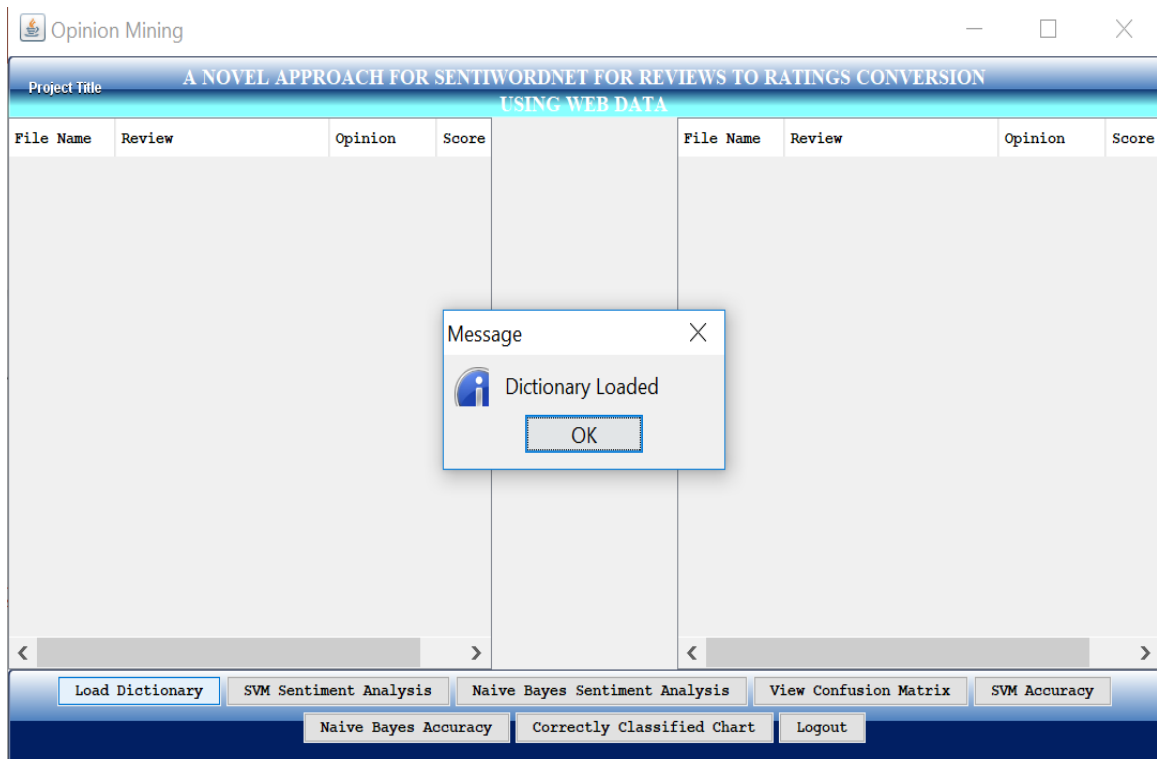 Opinion Mining
Project Title
A NOVEL APPROACH FOR SENTIWORDNET FOR REVIEWS TO RATINGS CONVERSION
USING WEB DATA
File Name Review Opinion Score
File Name Review Opinion Score
Message
Dictionary Loaded
OK
Load Dictionary SVM Sentiment Analysis Naive Bayes Sentiment Analysis View Confusion Matrix SVM Accuracy
Naive Bayes Accuracy Correctly Classified Chart Logout